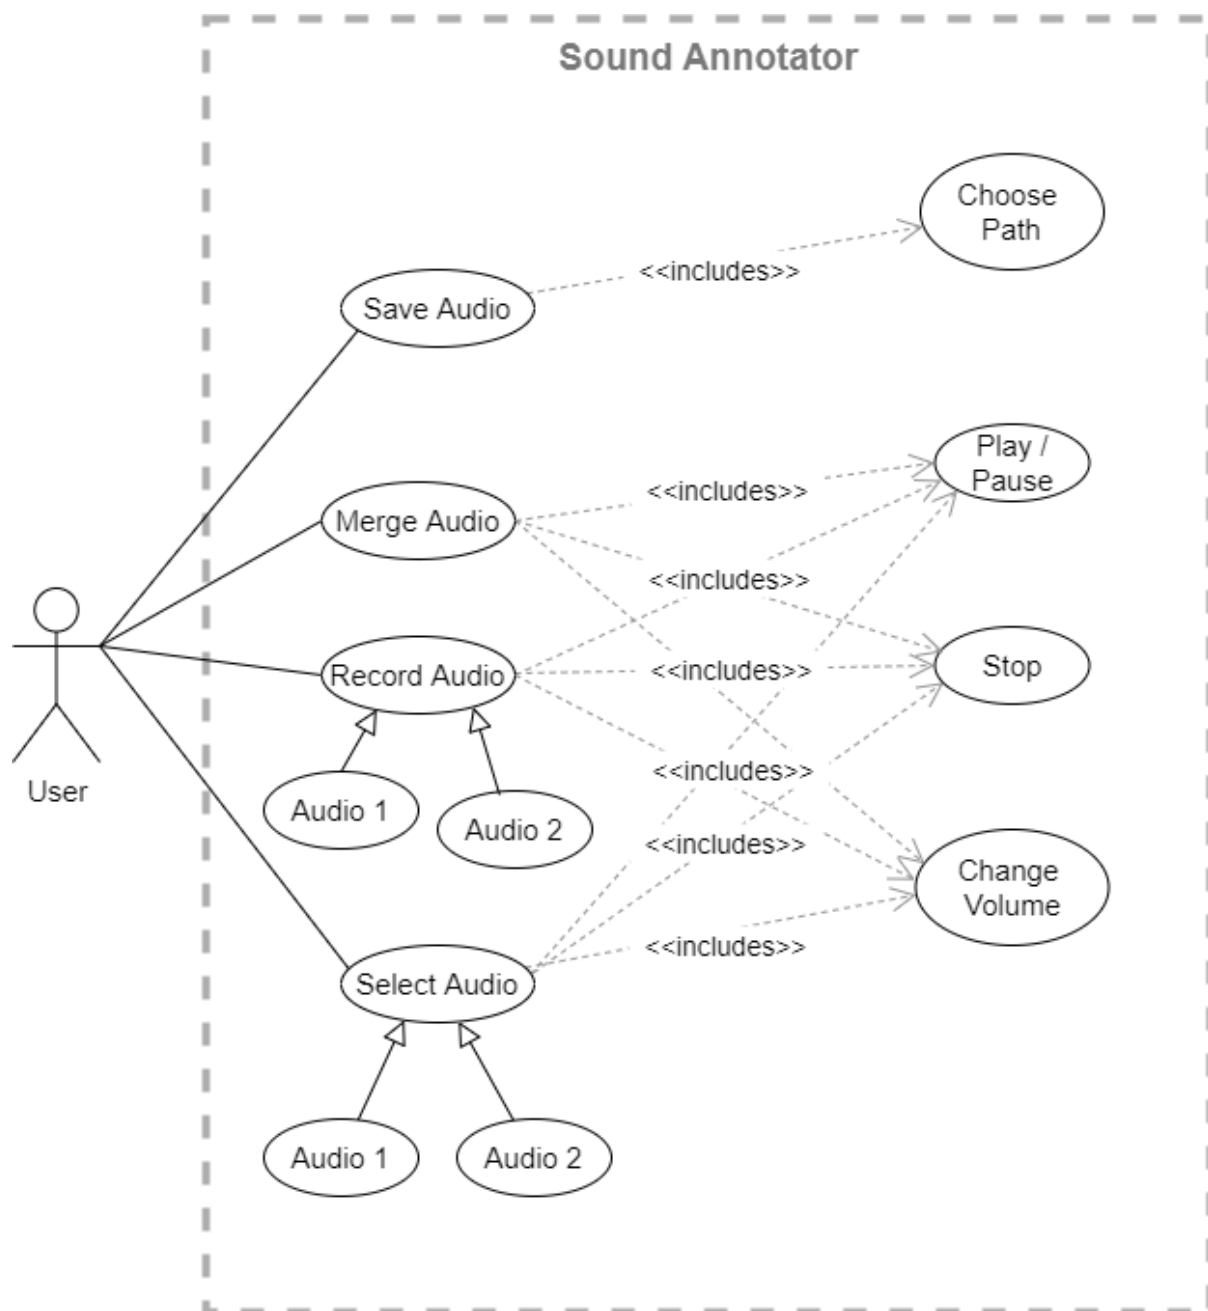 Sound Annotator
Choose
Path
<<includes>>
Save Audio
Play /
Pause
<<includes>>
Merge Audio
<<includes>>
Stop
<<includes>>
Record Audio
<<includes>>
User
Audio 1
Audio 2
<<includes>>
Change
Volume
<<includes>>
Select Audio
Audio 1
Audio 2